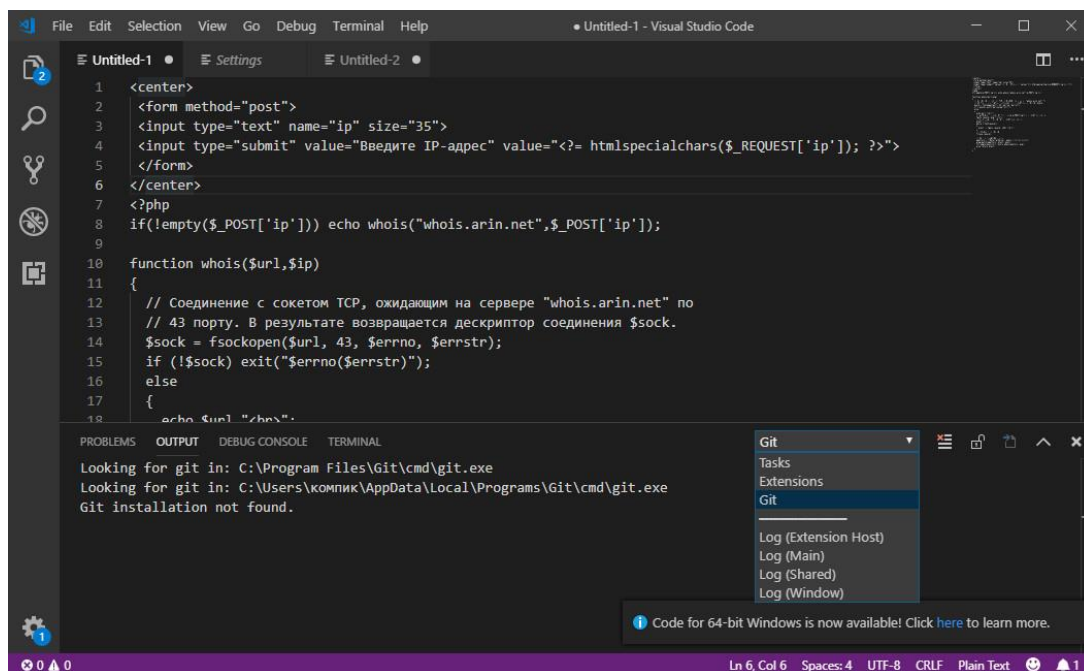 File Edit Selection View Go Debug Terminal Help ● Untitled-1 - Visual Studio Code
Untitled-1 ● Settings Untitled-2 ●
2
1 <center>
2 <form method="post">
3 <input type="text" name="ip" size="35">
4 <input type="submit" value="Введите IP-адрес" value="<?= htmlspecialchars($_REQUEST['ip']); ?>">
5 </form>
6 </center>
7 <?php
8 if(!empty($_POST['ip'])) echo whois("whois.arin.net",$_POST['ip']);
9
10 function whois($url,$ip)
11 {
12 // Соединение с сокетом TCP, ожидающим на сервере "whois.arin.net" по
13 // 43 порту. В результате возвращается дескриптор соединения $sock.
14 $sock = fsockopen($url, 43, $errno, $errstr);
15 if (!$sock) exit("$errno($errstr)");
16 else
17 {
18 echo $url."<br>";
PROBLEMS OUTPUT DEBUG CONSOLE TERMINAL Git
Looking for git in: C:\Program Files\Git\cmd\git.exe
Looking for git in: C:\Users\компик\AppData\Local\Programs\Git\cmd\git.exe
Git installation not found.
Tasks
Extensions
Git
Log (Extension Host)
Log (Main)
Log (Shared)
Log (Window)
Code for 64-bit Windows is now available! Click here to learn more.
1
0 0 Ln 6, Col 6 Spaces: 4 UTF-8 CRLF Plain Text 1